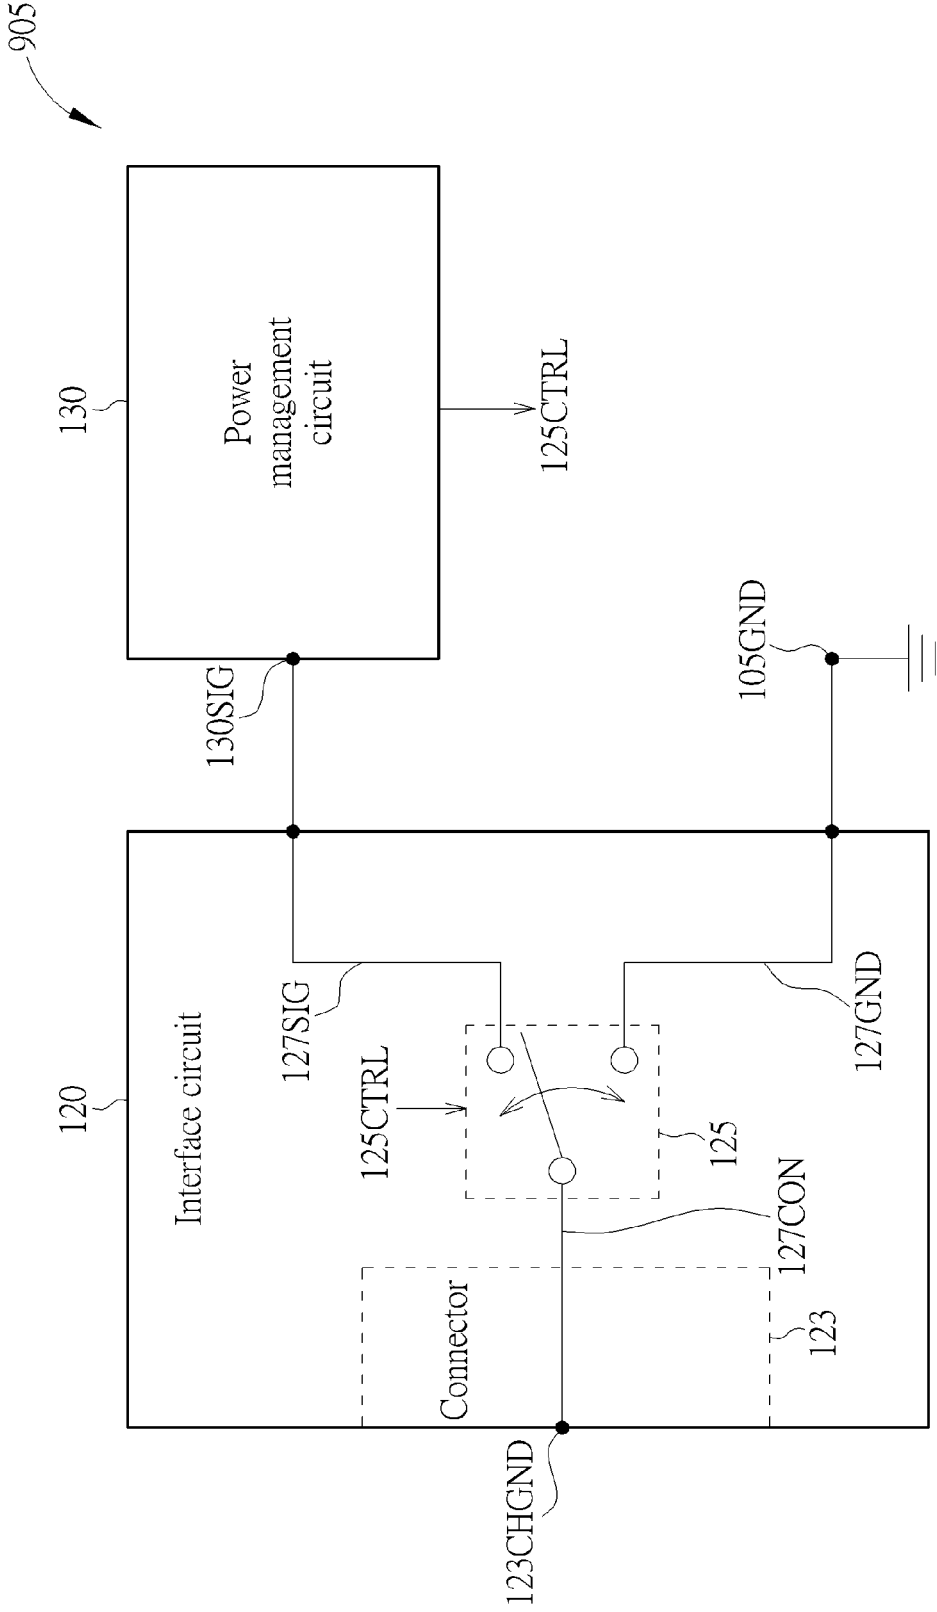 905
130
Power
management
circuit
125CTRL
130SIG
105GND
120
Interface circuit
127SIG
125CTRL
127GND
125
127CON
Connector
123
123CHGND